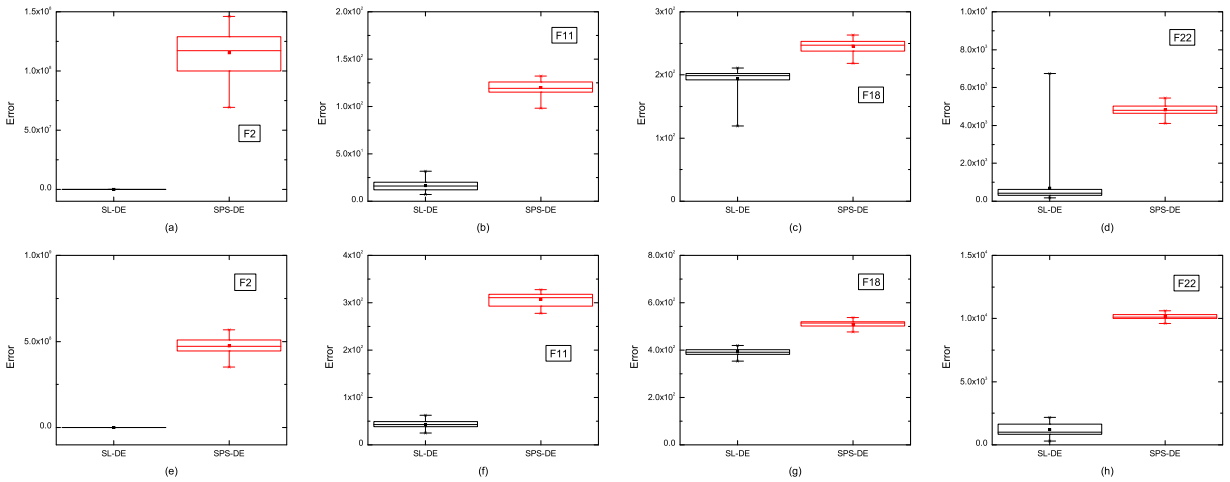 1.5x10⁸
1.0x10⁸
5.0x10⁷
0.0
Error
F2
SL-DE SPS-DE
(a)
2.0x10²
1.5x10²
1.0x10²
5.0x10¹
0.0
Error
F11
SL-DE SPS-DE
(b)
3x10²
2x10²
1x10²
0
Error
F18
SL-DE SPS-DE
(c)
1.0x10⁴
8.0x10³
6.0x10³
4.0x10³
2.0x10³
0.0
Error
F22
SL-DE SPS-DE
(d)
1.0x10⁹
5.0x10⁸
0.0
Error
F2
SL-DE SPS-DE
(e)
4x10²
3x10²
2x10²
1x10²
0
Error
F11
SL-DE SPS-DE
(f)
8.0x10²
6.0x10²
4.0x10²
2.0x10²
0.0
Error
F18
SL-DE SPS-DE
(g)
1.5x10⁴
1.0x10⁴
5.0x10³
0.0
Error
F22
SL-DE SPS-DE
(h)